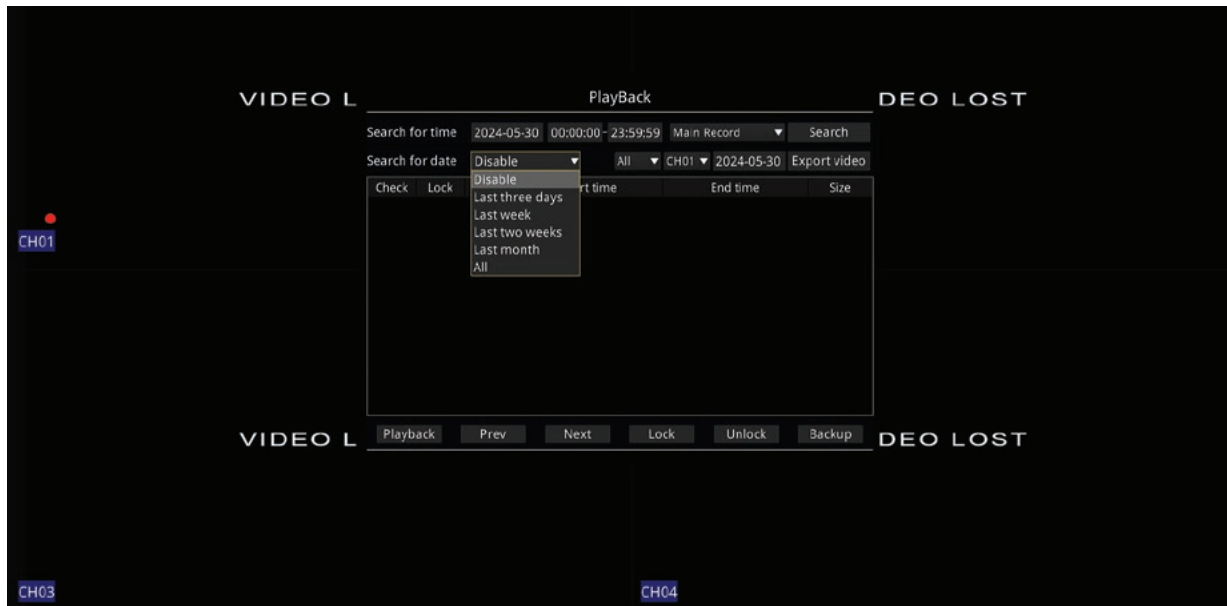 VIDEO L
PlayBack
DEO LOST
Search for time 2024-05-30 00:00:00 - 23:59:59 Main Record Search
Search for date Disable All CH01 2024-05-30 Export video
Check Lock rt time End time Size
Disable
Last three days
Last week
Last two weeks
Last month
All
CH01
VIDEO L
Playback Prev Next Lock Unlock Backup
DEO LOST
CH03
CH04